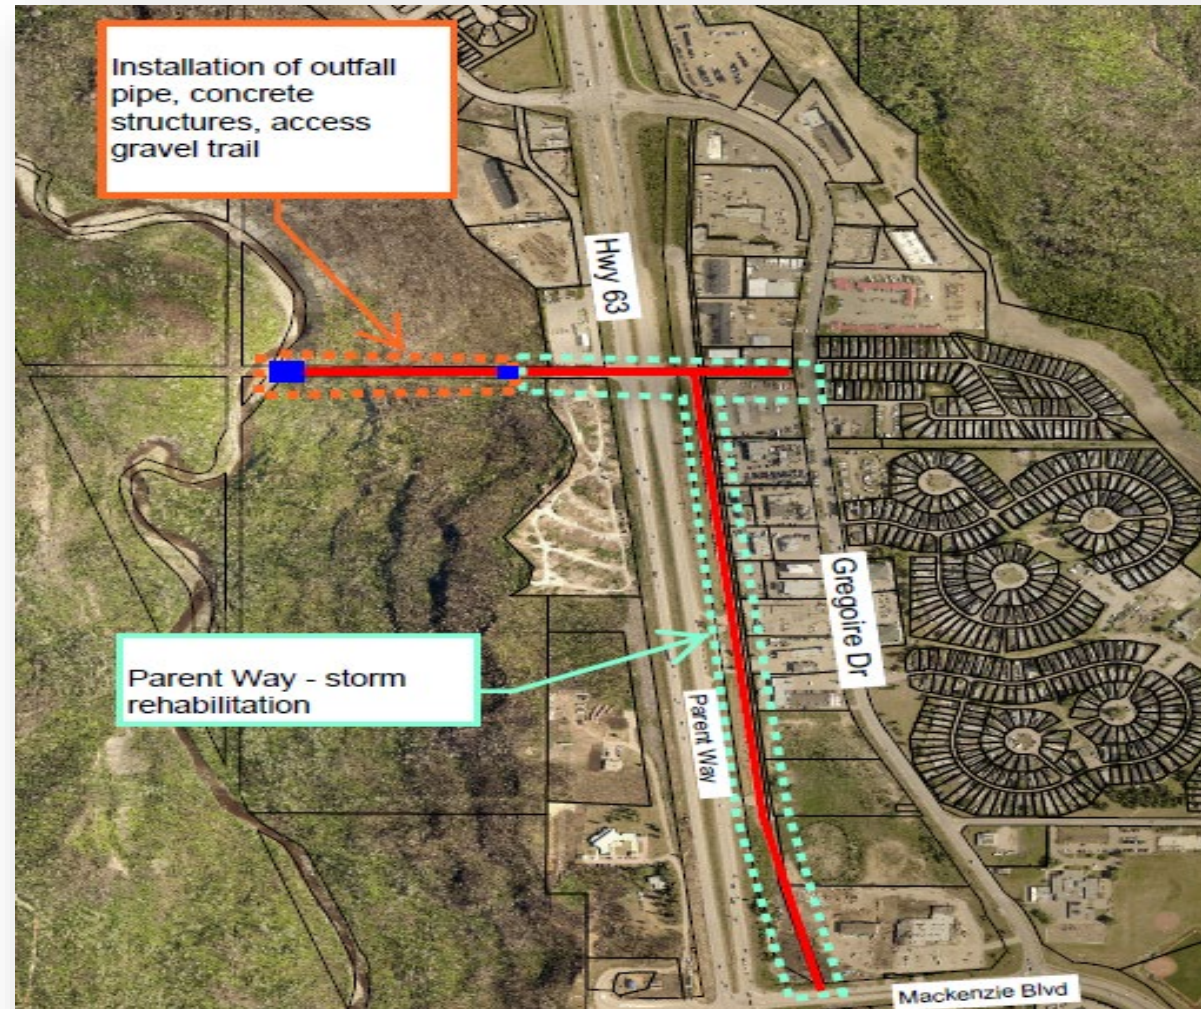 Installation of outfall
pipe, concrete
structures, access
gravel trail
Hwy 63
Gregoire Dr
Parent Way - storm
rehabilitation
Parent Way
Mackenzie Blvd